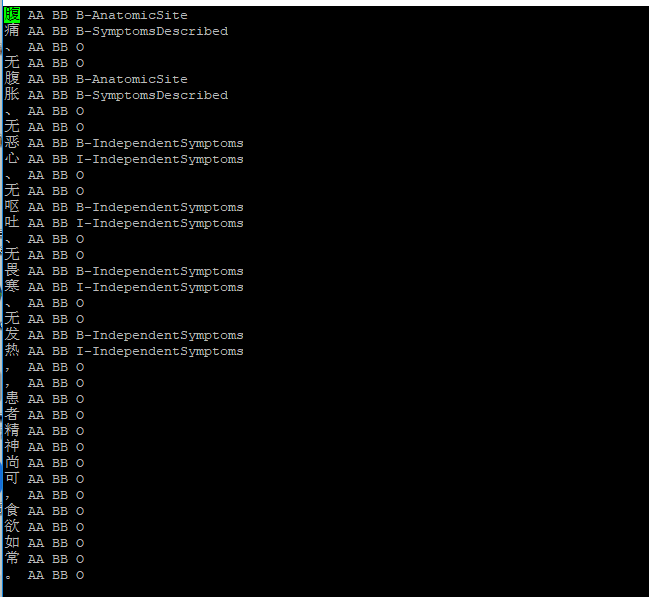 腹 AA BB B-AnatomicSite
痛 AA BB B-SymptomsDescribed
、 AA BB O
无 AA BB O
腹 AA BB B-AnatomicSite
胀 AA BB B-SymptomsDescribed
、 AA BB O
无 AA BB O
恶 AA BB B-IndependentSymptoms
心 AA BB I-IndependentSymptoms
、 AA BB O
无 AA BB O
呕 AA BB B-IndependentSymptoms
吐 AA BB I-IndependentSymptoms
、 AA BB O
无 AA BB O
畏 AA BB B-IndependentSymptoms
寒 AA BB I-IndependentSymptoms
、 AA BB O
无 AA BB O
发 AA BB B-IndependentSymptoms
热 AA BB I-IndependentSymptoms
， AA BB O
， AA BB O
患 AA BB O
者 AA BB O
精 AA BB O
神 AA BB O
尚 AA BB O
可 AA BB O
， AA BB O
食 AA BB O
欲 AA BB O
如 AA BB O
常 AA BB O
。 AA BB O